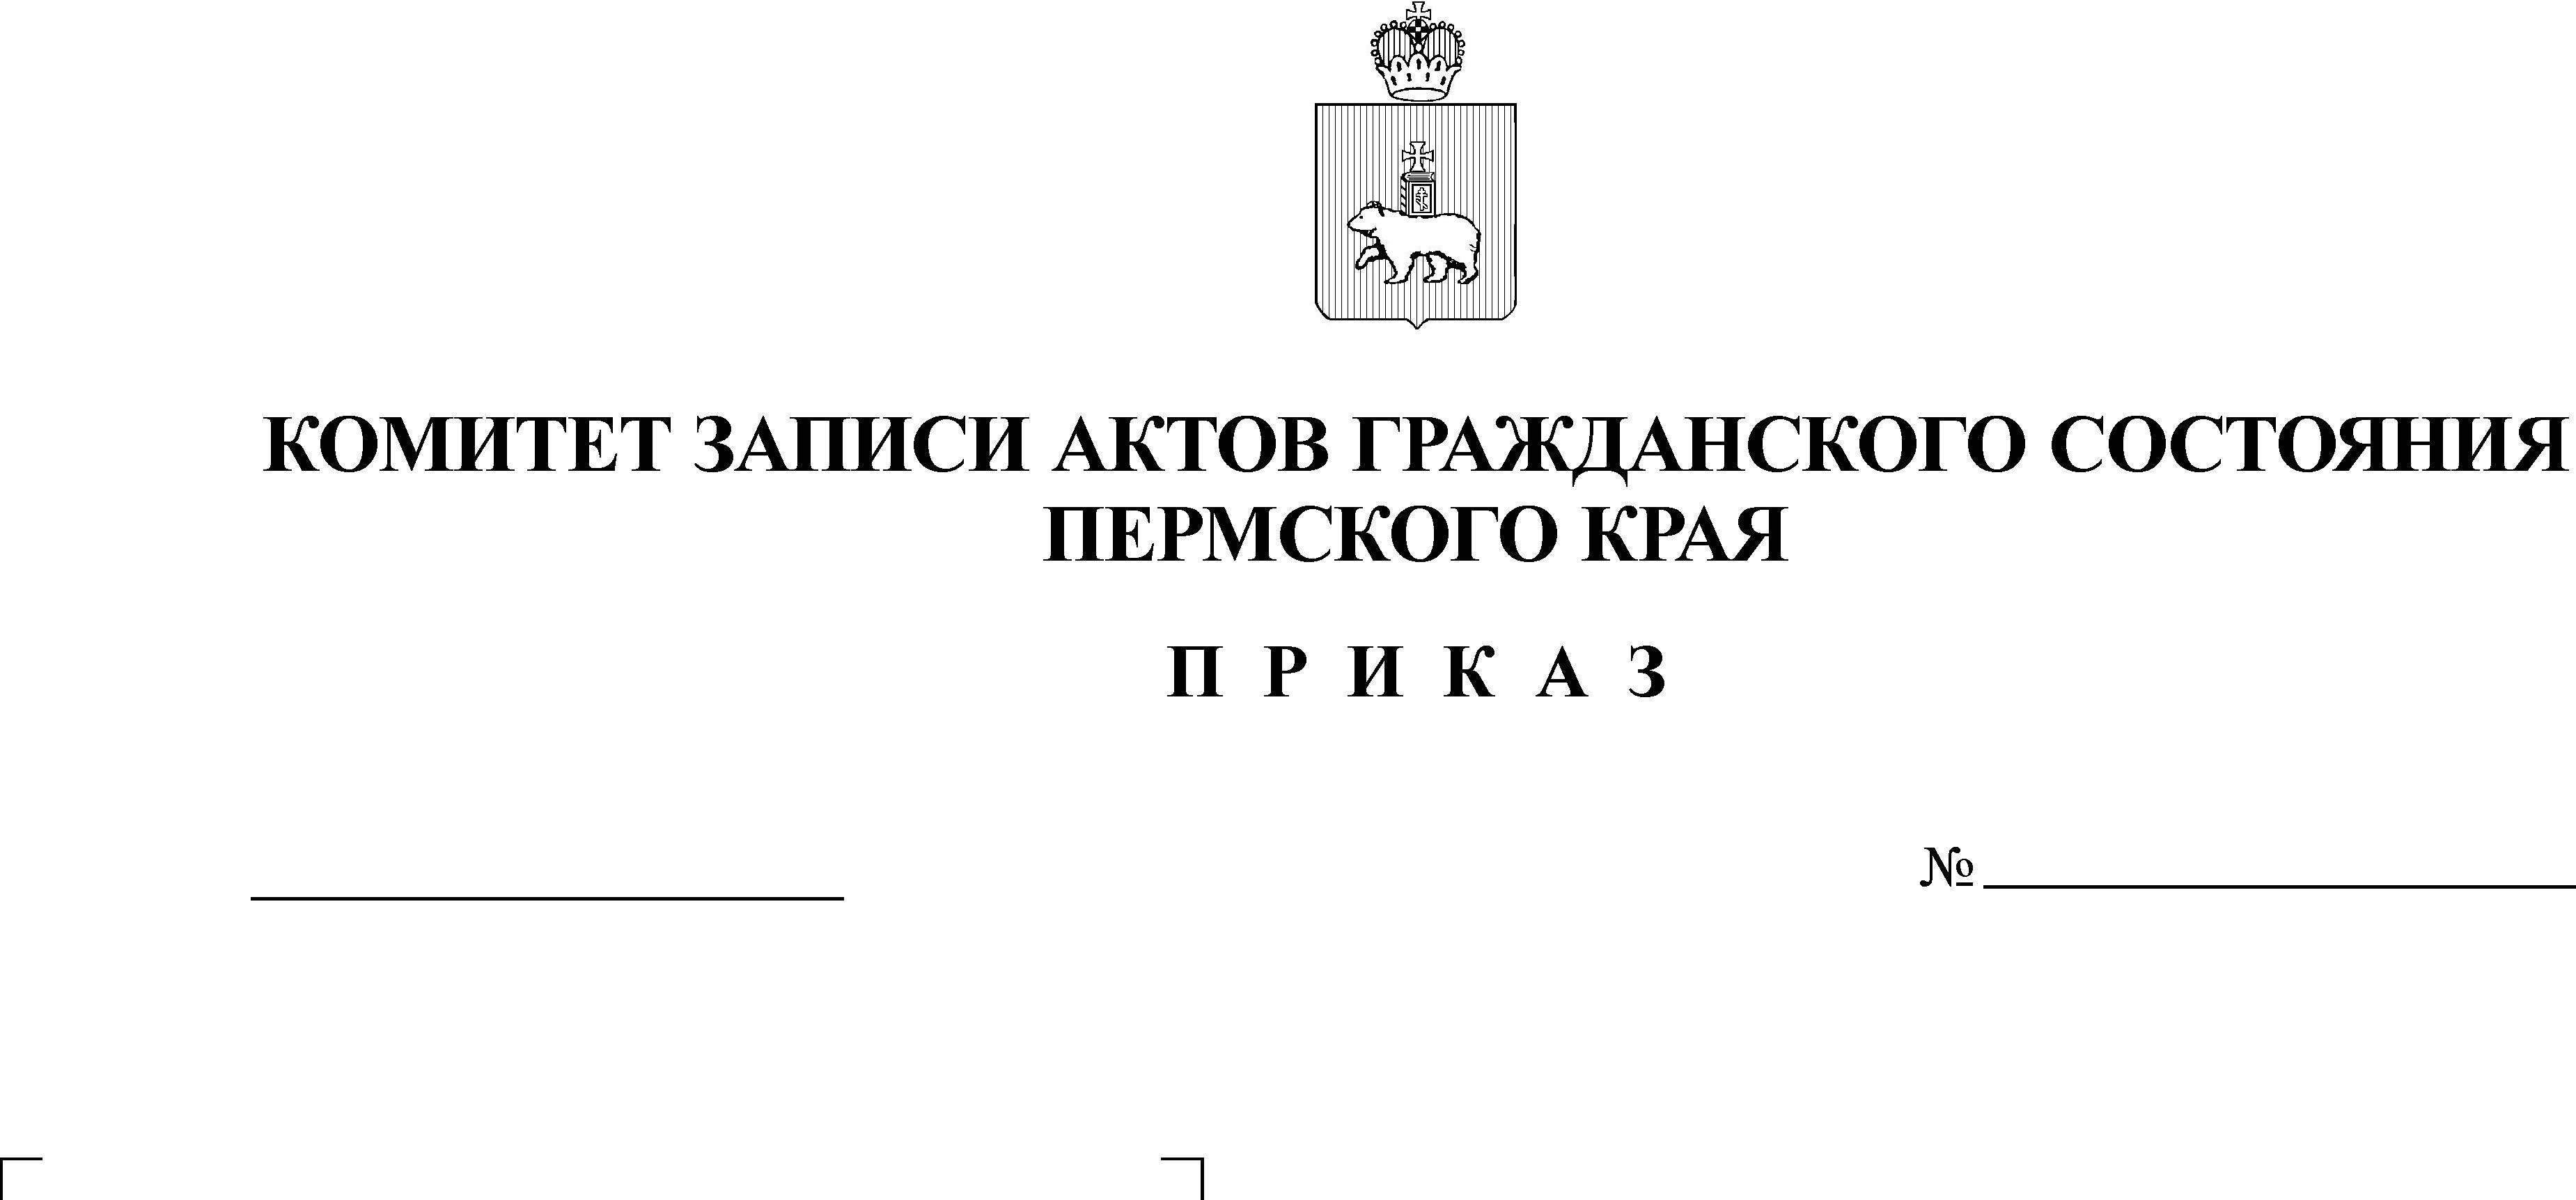 КОМИТЕТ ЗАПИСИ АКТОВ ГРАЖДАНСКОГО СОСТОЯНИЯ
ПЕРМСКОГО КРАЯ
П Р И К А З
№